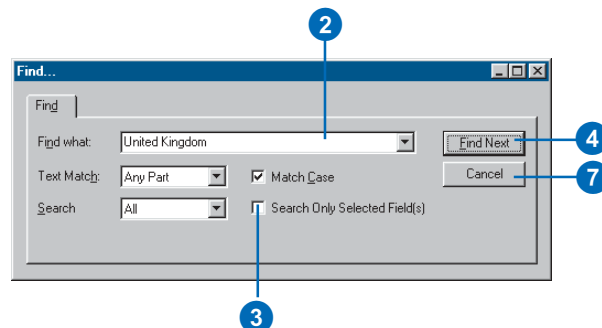 2
Find...
Find
Find what: United Kingdom Find Next 4
Text Match: Any Part Match Case Cancel 7
Search All Search Only Selected Field(s)
3